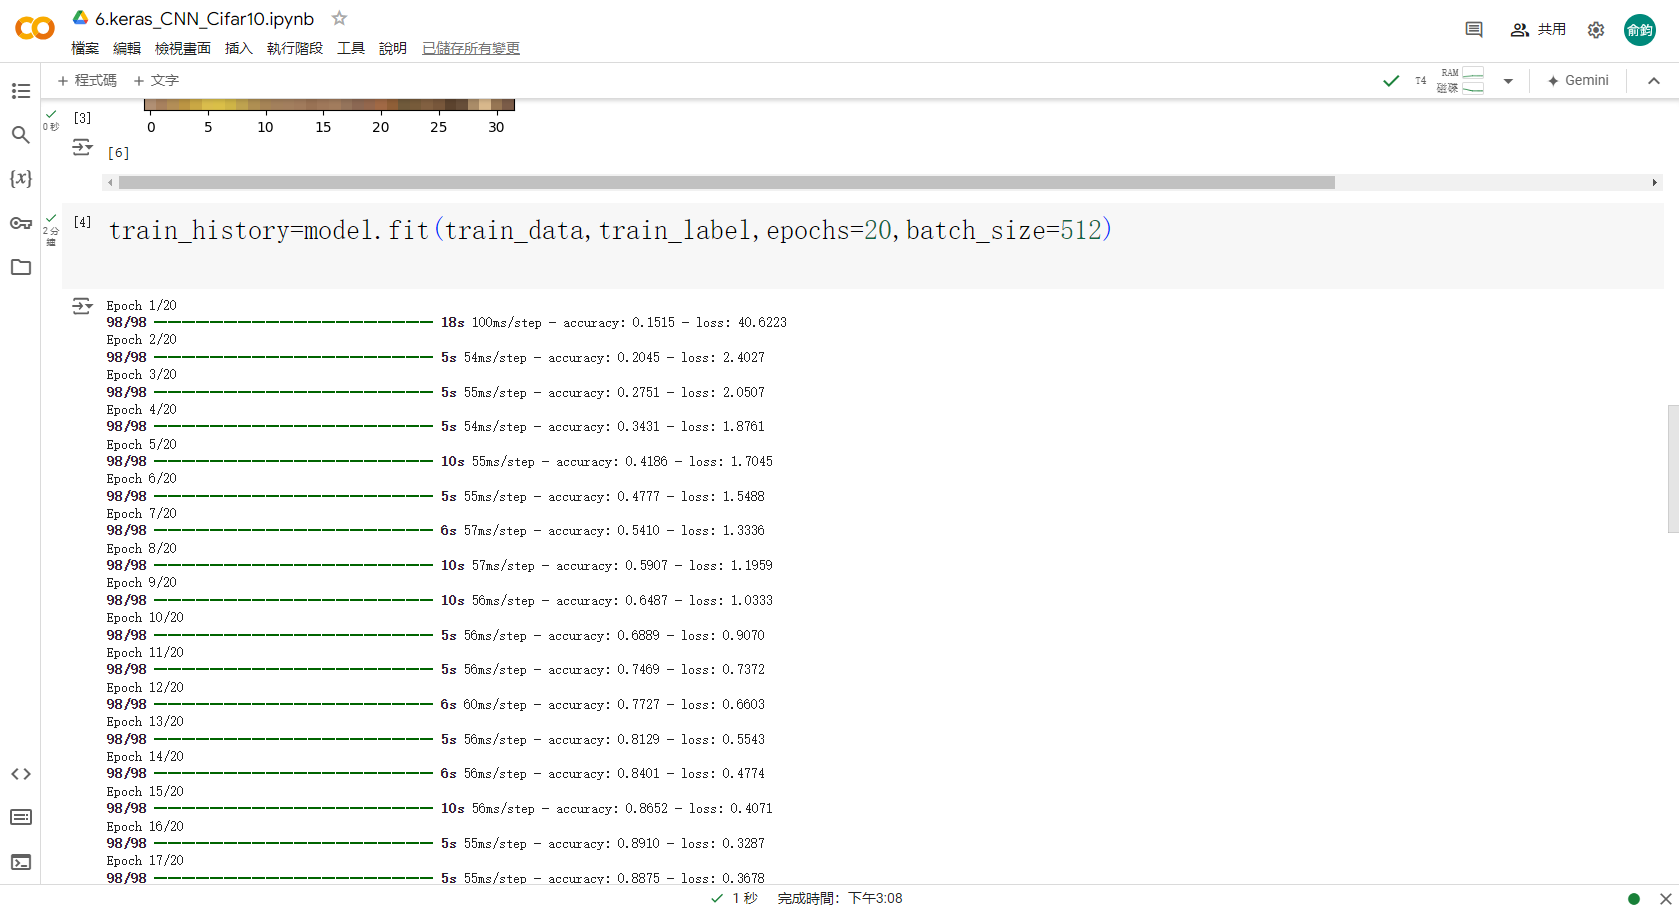 6.keras_CNN_Cifar10.ipynb
檔案 編輯 檢視畫面 插入 執行階段 工具 說明 已儲存所有變更
共用
俞鈞
+ 程式碼 + 文字
T4 RAM 磁碟 Gemini
0 秒
[3]
0 5 10 15 20 25 30
[6]
2 分鐘
[4] train_history=model.fit(train_data,train_label,epochs=20,batch_size=512)
Epoch 1/20
98/98 18s 100ms/step - accuracy: 0.1515 - loss: 40.6223
Epoch 2/20
98/98 5s 54ms/step - accuracy: 0.2045 - loss: 2.4027
Epoch 3/20
98/98 5s 55ms/step - accuracy: 0.2751 - loss: 2.0507
Epoch 4/20
98/98 5s 54ms/step - accuracy: 0.3431 - loss: 1.8761
Epoch 5/20
98/98 10s 55ms/step - accuracy: 0.4186 - loss: 1.7045
Epoch 6/20
98/98 5s 55ms/step - accuracy: 0.4777 - loss: 1.5488
Epoch 7/20
98/98 6s 57ms/step - accuracy: 0.5410 - loss: 1.3336
Epoch 8/20
98/98 10s 57ms/step - accuracy: 0.5907 - loss: 1.1959
Epoch 9/20
98/98 10s 56ms/step - accuracy: 0.6487 - loss: 1.0333
Epoch 10/20
98/98 5s 56ms/step - accuracy: 0.6889 - loss: 0.9070
Epoch 11/20
98/98 5s 56ms/step - accuracy: 0.7469 - loss: 0.7372
Epoch 12/20
98/98 6s 60ms/step - accuracy: 0.7727 - loss: 0.6603
Epoch 13/20
98/98 5s 56ms/step - accuracy: 0.8129 - loss: 0.5543
Epoch 14/20
98/98 6s 56ms/step - accuracy: 0.8401 - loss: 0.4774
Epoch 15/20
98/98 10s 56ms/step - accuracy: 0.8652 - loss: 0.4071
Epoch 16/20
98/98 5s 55ms/step - accuracy: 0.8910 - loss: 0.3287
Epoch 17/20
98/98 5s 55ms/step - accuracy: 0.8875 - loss: 0.3678
1 秒 完成時間：下午3:08